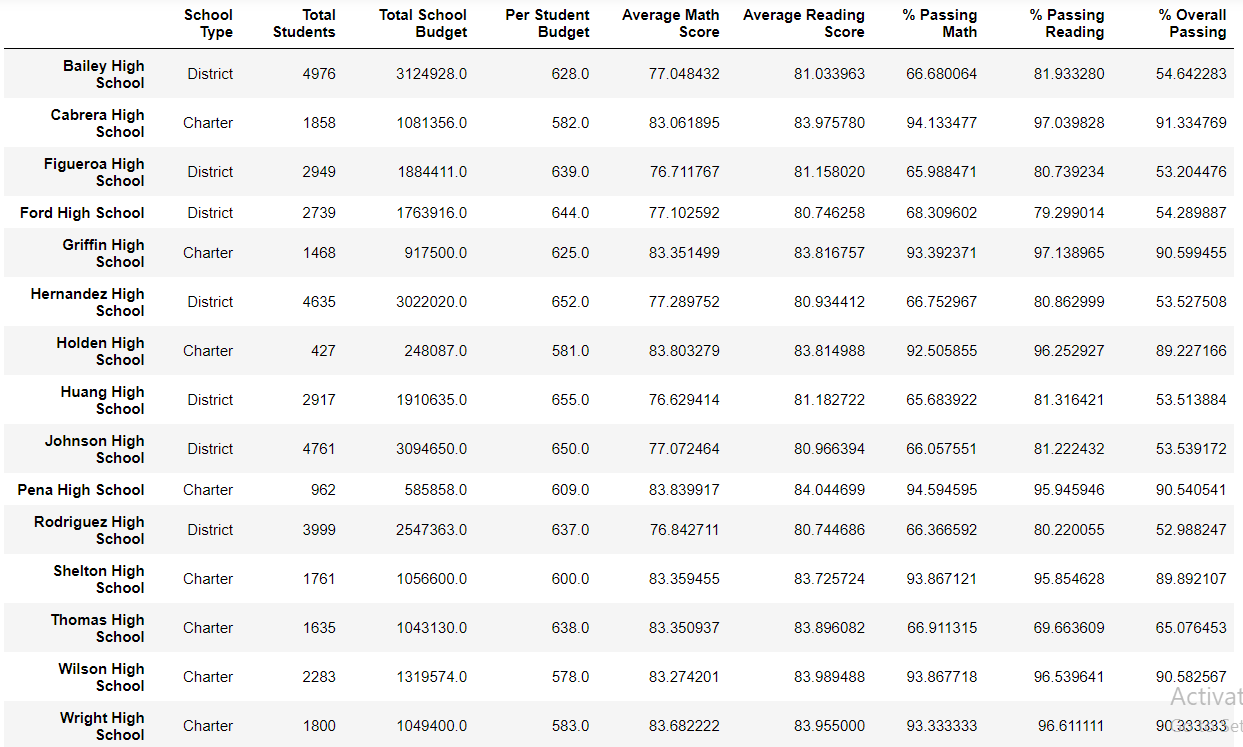 School Type Total Students Total School Budget Per Student Budget Average Math Score Average Reading Score % Passing Math % Passing Reading % Overall Passing
Bailey High School District 4976 3124928.0 628.0 77.048432 81.033963 66.680064 81.933280 54.642283
Cabrera High School Charter 1858 1081356.0 582.0 83.061895 83.975780 94.133477 97.039828 91.334769
Figueroa High School District 2949 1884411.0 639.0 76.711767 81.158020 65.988471 80.739234 53.204476
Ford High School District 2739 1763916.0 644.0 77.102592 80.746258 68.309602 79.299014 54.289887
Griffin High School Charter 1468 917500.0 625.0 83.351499 83.816757 93.392371 97.138965 90.599455
Hernandez High School District 4635 3022020.0 652.0 77.289752 80.934412 66.752967 80.862999 53.527508
Holden High School Charter 427 248087.0 581.0 83.803279 83.814988 92.505855 96.252927 89.227166
Huang High School District 2917 1910635.0 655.0 76.629414 81.182722 65.683922 81.316421 53.513884
Johnson High School District 4761 3094650.0 650.0 77.072464 80.966394 66.057551 81.222432 53.539172
Pena High School Charter 962 585858.0 609.0 83.839917 84.044699 94.594595 95.945946 90.540541
Rodriguez High School District 3999 2547363.0 637.0 76.842711 80.744686 66.366592 80.220055 52.988247
Shelton High School Charter 1761 1056600.0 600.0 83.359455 83.725724 93.867121 95.854628 89.892107
Thomas High School Charter 1635 1043130.0 638.0 83.350937 83.896082 66.911315 69.663609 65.076453
Wilson High School Charter 2283 1319574.0 578.0 83.274201 83.989488 93.867718 96.539641 90.582567
Activat
Wright High School Charter 1800 1049400.0 583.0 83.682222 83.955000 93.333333 96.611111 90.333333